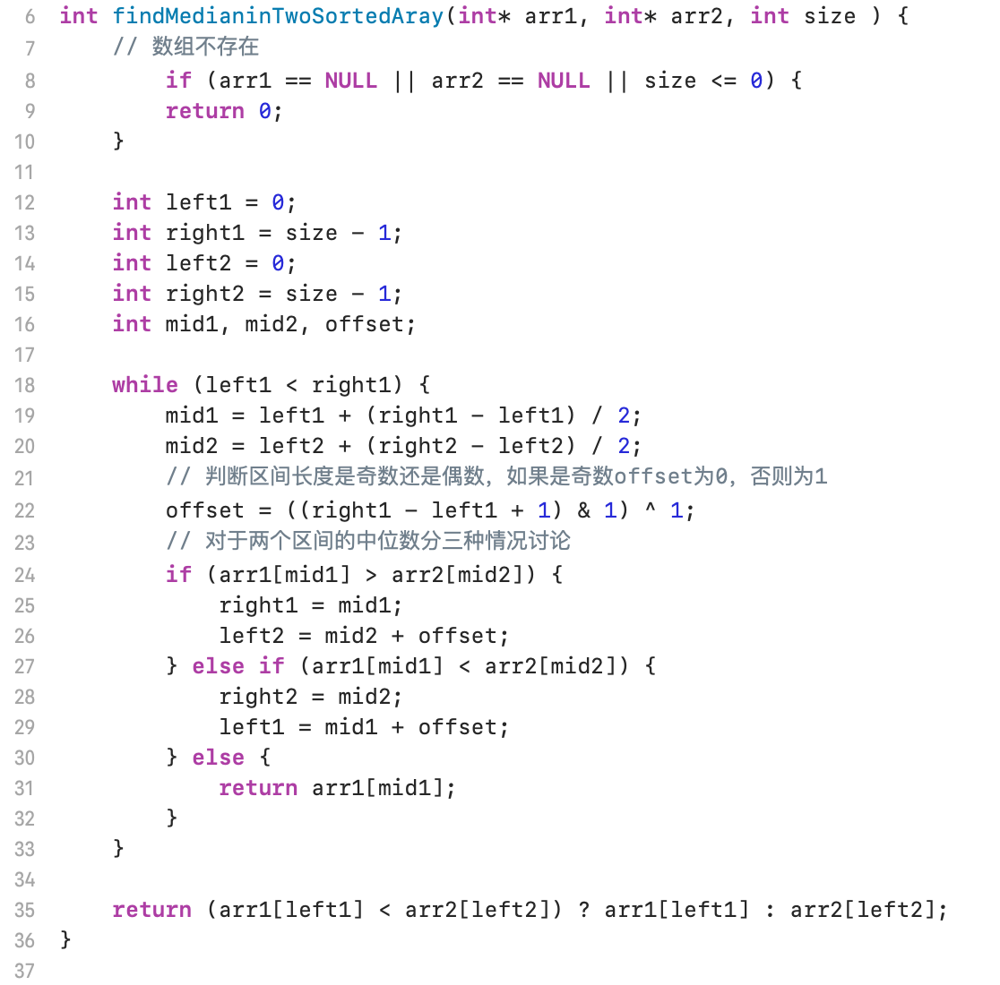 6 int findMedianinTwoSortedAray(int* arr1, int* arr2, int size ) {
7     // 数组不存在
8         if (arr1 == NULL || arr2 == NULL || size <= 0) {
9         return 0;
10     }
11
12     int left1 = 0;
13     int right1 = size - 1;
14     int left2 = 0;
15     int right2 = size - 1;
16     int mid1, mid2, offset;
17
18     while (left1 < right1) {
19         mid1 = left1 + (right1 - left1) / 2;
20         mid2 = left2 + (right2 - left2) / 2;
21         // 判断区间长度是奇数还是偶数，如果是奇数offset为0，否则为1
22         offset = ((right1 - left1 + 1) & 1) ^ 1;
23         // 对于两个区间的中位数分三种情况讨论
24         if (arr1[mid1] > arr2[mid2]) {
25             right1 = mid1;
26             left2 = mid2 + offset;
27         } else if (arr1[mid1] < arr2[mid2]) {
28             right2 = mid2;
29             left1 = mid1 + offset;
30         } else {
31             return arr1[mid1];
32         }
33     }
34
35     return (arr1[left1] < arr2[left2]) ? arr1[left1] : arr2[left2];
36 }
37